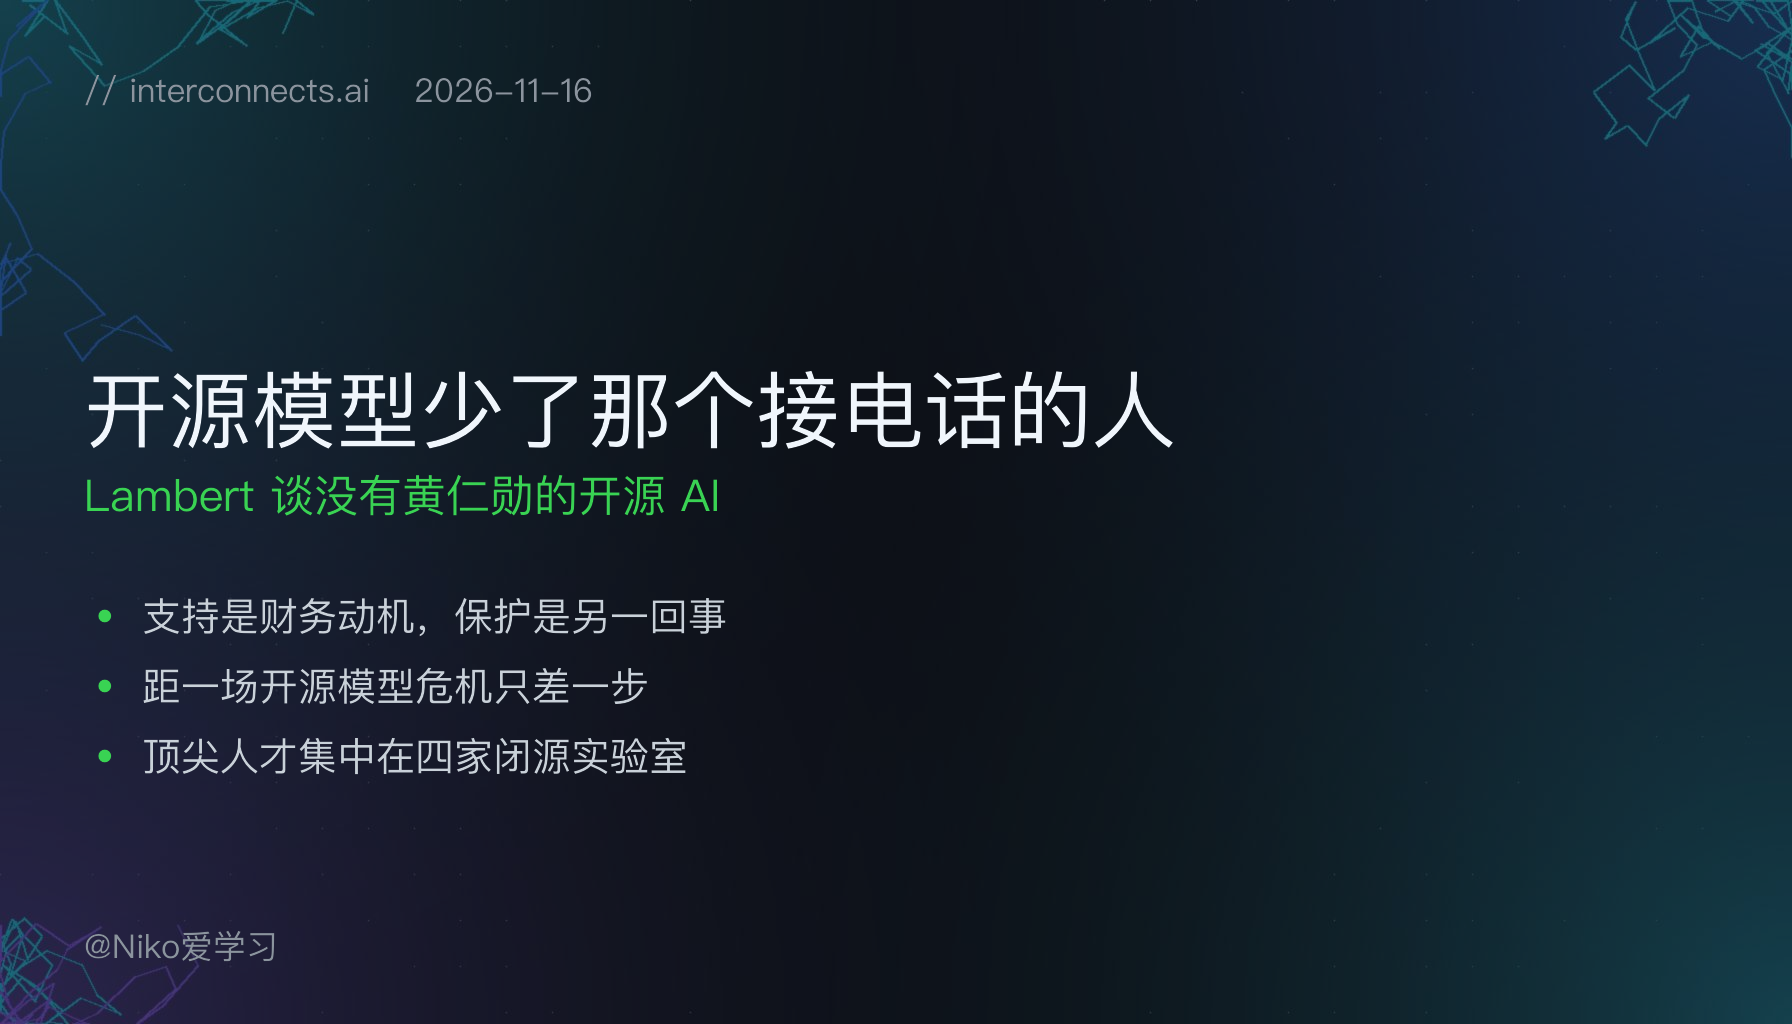 // interconnects.ai 2026-11-16
开源模型少了那个接电话的人
Lambert 谈没有黄仁勋的开源 AI
• 支持是财务动机，保护是另一回事
• 距一场开源模型危机只差一步
• 顶尖人才集中在四家闭源实验室
@Niko爱学习